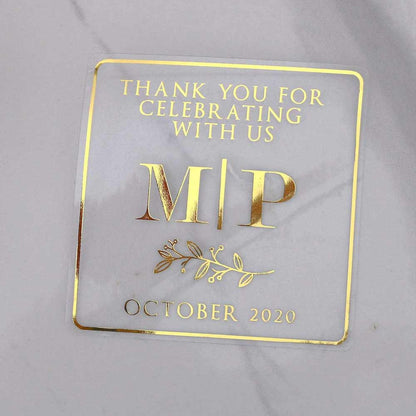 THANK YOU FOR
CELEBRATING
WITH US
M|P
OCTOBER 2020